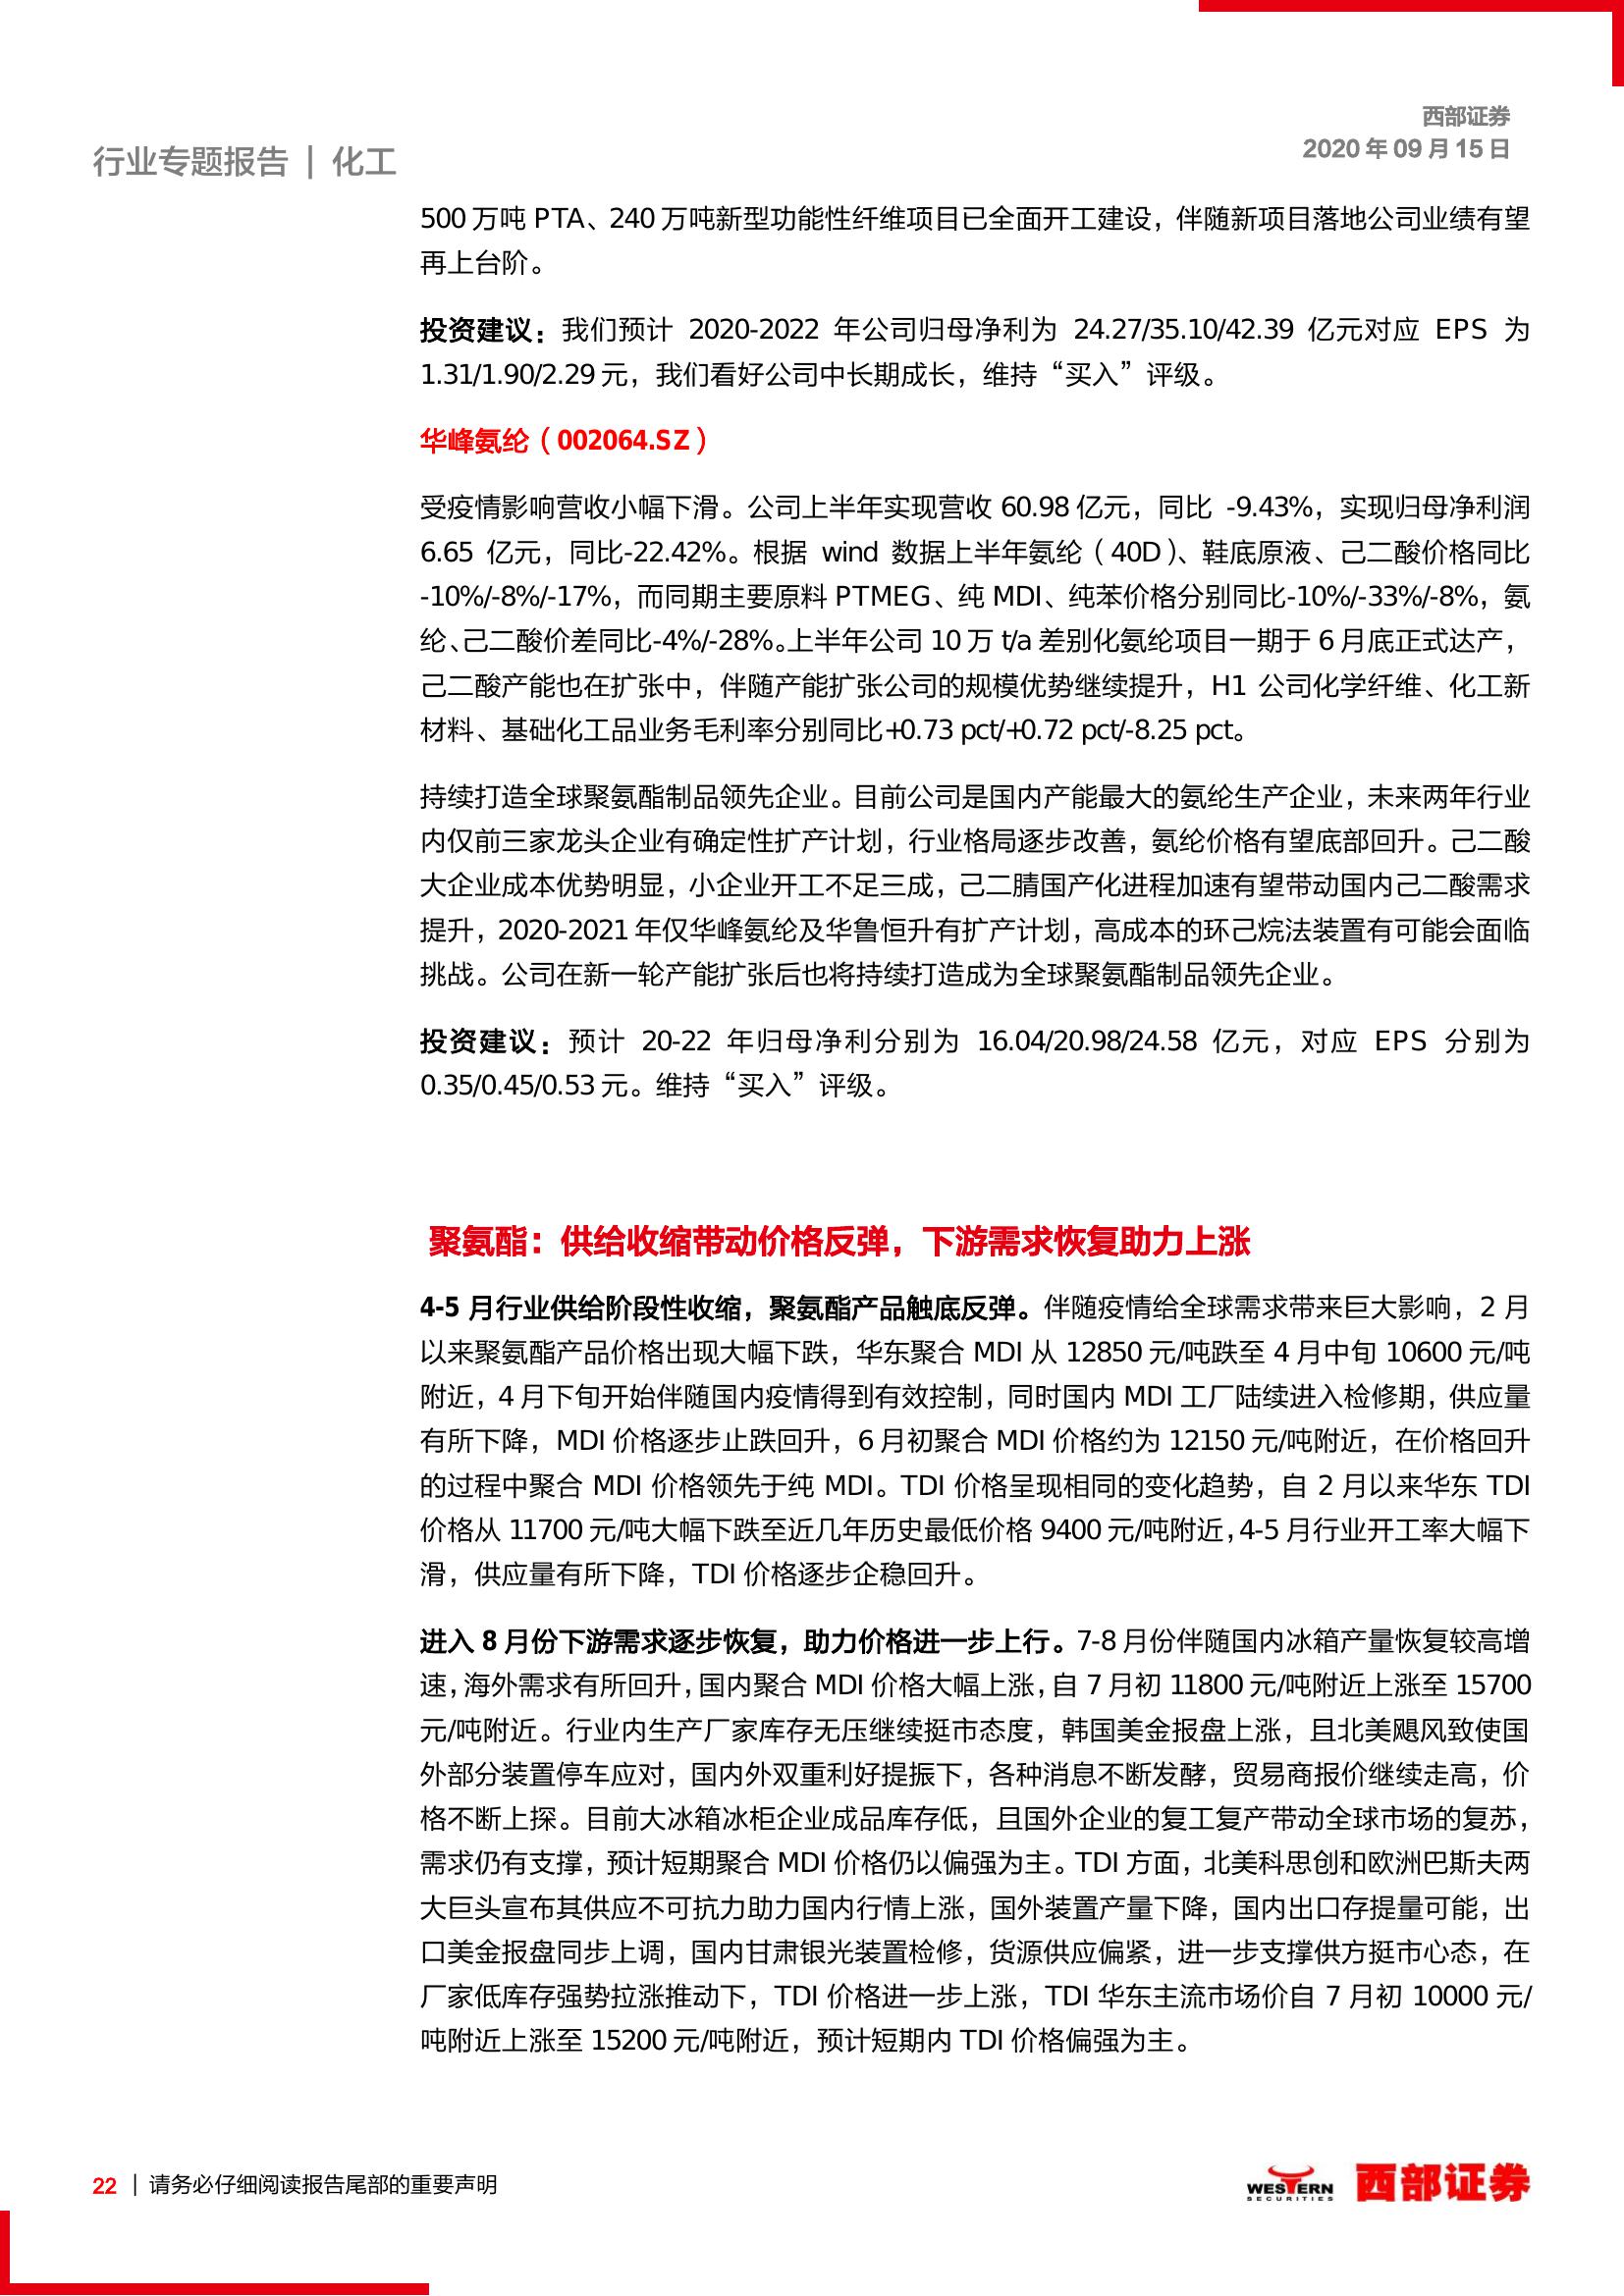 西部证券
2020 年 09 月 15 日
行业专题报告 | 化工
500 万吨 PTA、240 万吨新型功能性纤维项目已全面开工建设，伴随新项目落地公司业绩有望
再上台阶。
投资建议：我们预计 2020-2022 年公司归母净利为 24.27/35.10/42.39 亿元对应 EPS 为
1.31/1.90/2.29 元，我们看好公司中长期成长，维持“买入”评级。
华峰氨纶（002064.SZ）
受疫情影响营收小幅下滑。公司上半年实现营收 60.98 亿元，同比 -9.43%，实现归母净利润
6.65 亿元，同比-22.42%。根据 wind 数据上半年氨纶（40D）、鞋底原液、己二酸价格同比
-10%/-8%/-17%，而同期主要原料 PTMEG、纯 MDI、纯苯价格分别同比-10%/-33%/-8%，氨
纶、己二酸价差同比-4%/-28%。上半年公司 10 万 t/a 差别化氨纶项目一期于 6 月底正式达产，
己二酸产能也在扩张中，伴随产能扩张公司的规模优势继续提升，H1 公司化学纤维、化工新
材料、基础化工品业务毛利率分别同比+0.73 pct/+0.72 pct/-8.25 pct。
持续打造全球聚氨酯制品领先企业。目前公司是国内产能最大的氨纶生产企业，未来两年行业
内仅前三家龙头企业有确定性扩产计划，行业格局逐步改善，氨纶价格有望底部回升。己二酸
大企业成本优势明显，小企业开工不足三成，己二腈国产化进程加速有望带动国内己二酸需求
提升，2020-2021 年仅华峰氨纶及华鲁恒升有扩产计划，高成本的环己烷法装置有可能会面临
挑战。公司在新一轮产能扩张后也将持续打造成为全球聚氨酯制品领先企业。
投资建议：预计 20-22 年归母净利分别为 16.04/20.98/24.58 亿元，对应 EPS 分别为
0.35/0.45/0.53 元。维持“买入”评级。
聚氨酯：供给收缩带动价格反弹，下游需求恢复助力上涨
4-5 月行业供给阶段性收缩，聚氨酯产品触底反弹。伴随疫情给全球需求带来巨大影响，2 月
以来聚氨酯产品价格出现大幅下跌，华东聚合 MDI 从 12850 元/吨跌至 4 月中旬 10600 元/吨
附近，4 月下旬开始伴随国内疫情得到有效控制，同时国内 MDI 工厂陆续进入检修期，供应量
有所下降，MDI 价格逐步止跌回升，6 月初聚合 MDI 价格约为 12150 元/吨附近，在价格回升
的过程中聚合 MDI 价格领先于纯 MDI。TDI 价格呈现相同的变化趋势，自 2 月以来华东 TDI
价格从 11700 元/吨大幅下跌至近几年历史最低价格 9400 元/吨附近，4-5 月行业开工率大幅下
滑，供应量有所下降，TDI 价格逐步企稳回升。
进入 8 月份下游需求逐步恢复，助力价格进一步上行。7-8 月份伴随国内冰箱产量恢复较高增
速，海外需求有所回升，国内聚合 MDI 价格大幅上涨，自 7 月初 11800 元/吨附近上涨至 15700
元/吨附近。行业内生产厂家库存无压继续挺市态度，韩国美金报盘上涨，且北美飓风致使国
外部分装置停车应对，国内外双重利好提振下，各种消息不断发酵，贸易商报价继续走高，价
格不断上探。目前大冰箱冰柜企业成品库存低，且国外企业的复工复产带动全球市场的复苏，
需求仍有支撑，预计短期聚合 MDI 价格仍以偏强为主。TDI 方面，北美科思创和欧洲巴斯夫两
大巨头宣布其供应不可抗力助力国内行情上涨，国外装置产量下降，国内出口存提量可能，出
口美金报盘同步上调，国内甘肃银光装置检修，货源供应偏紧，进一步支撑供方挺市心态，在
厂家低库存强势拉涨推动下，TDI 价格进一步上涨，TDI 华东主流市场价自 7 月初 10000 元/
吨附近上涨至 15200 元/吨附近，预计短期内 TDI 价格偏强为主。
22 | 请务必仔细阅读报告尾部的重要声明
WESTERN
SECURITIES
西部证券